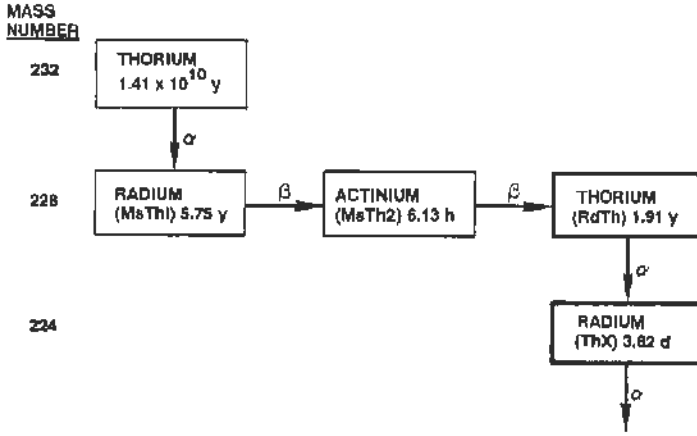 MASS
NUMBER
232
THORIUM
1.41 x 10^10 y
α
228
RADIUM
(MsThI) 5.75 y
β
ACTINIUM
(MsTh2) 6.13 h
β
THORIUM
(RdTh) 1.91 y
α
224
RADIUM
(ThX) 3.62 d
α